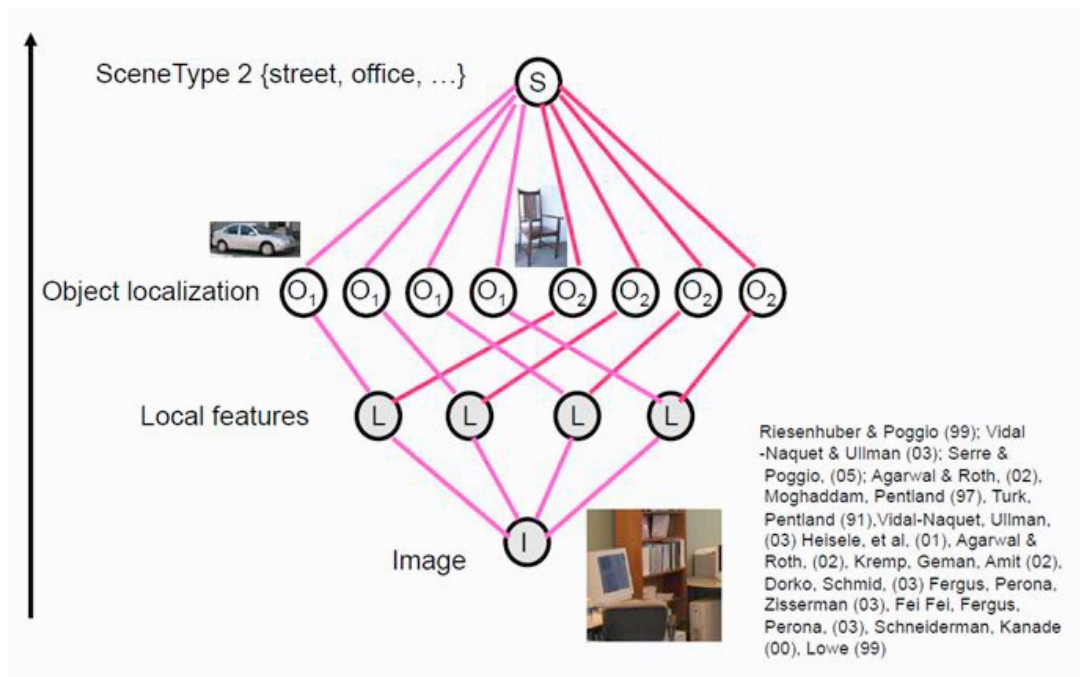 SceneType 2 {street, office, …}
S
Object localization
O1 O1 O1 O1 O2 O2 O2 O2
Local features
L L L L
Riesenhuber & Poggio (99); Vidal
-Naquet & Ullman (03); Serre &
Poggio, (05); Agarwal & Roth, (02),
Moghaddam, Pentland (97), Turk,
Pentland (91),Vidal-Naquet, Ullman,
(03) Heisele, et al, (01), Agarwal &
Roth, (02), Kremp, Geman, Amit (02),
Dorko, Schmid, (03) Fergus, Perona,
Zisserman (03), Fei Fei, Fergus,
Perona, (03), Schneiderman, Kanade
(00), Lowe (99)
Image
I